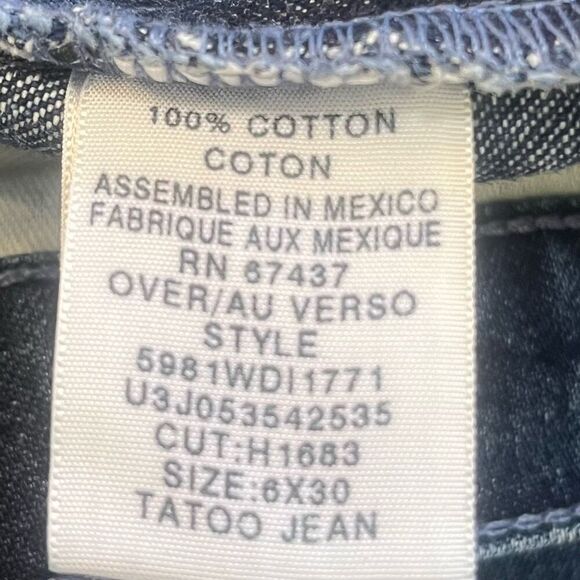 100% COTTON
COTON
ASSEMBLED IN MEXICO
FABRIQUE AUX MEXIQUE
RN 67437
OVER/AU VERSO
STYLE
5981WDI1771
U3J053542535
CUT:H1683
SIZE:6X30
TATOO JEAN